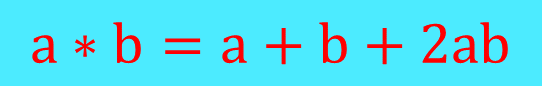 a * b = a + b + 2ab